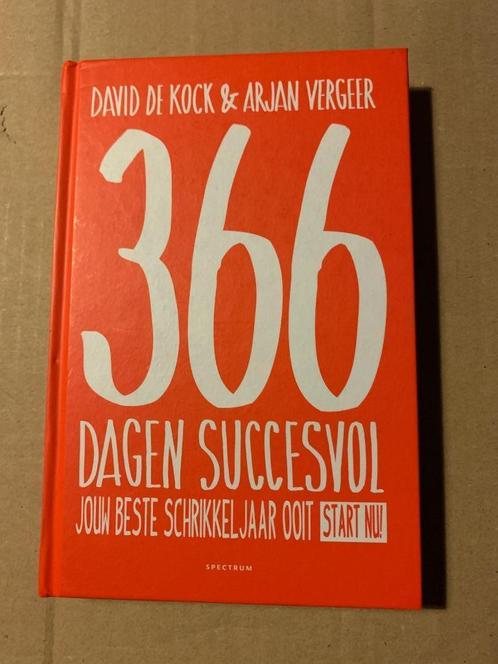 DAVID DE KOCK & ARJAN VERGEER
366
DAGEN SUCCESVOL
JOUW BESTE SCHRIKKELJAAR OOIT START NU!
SPECTRUM